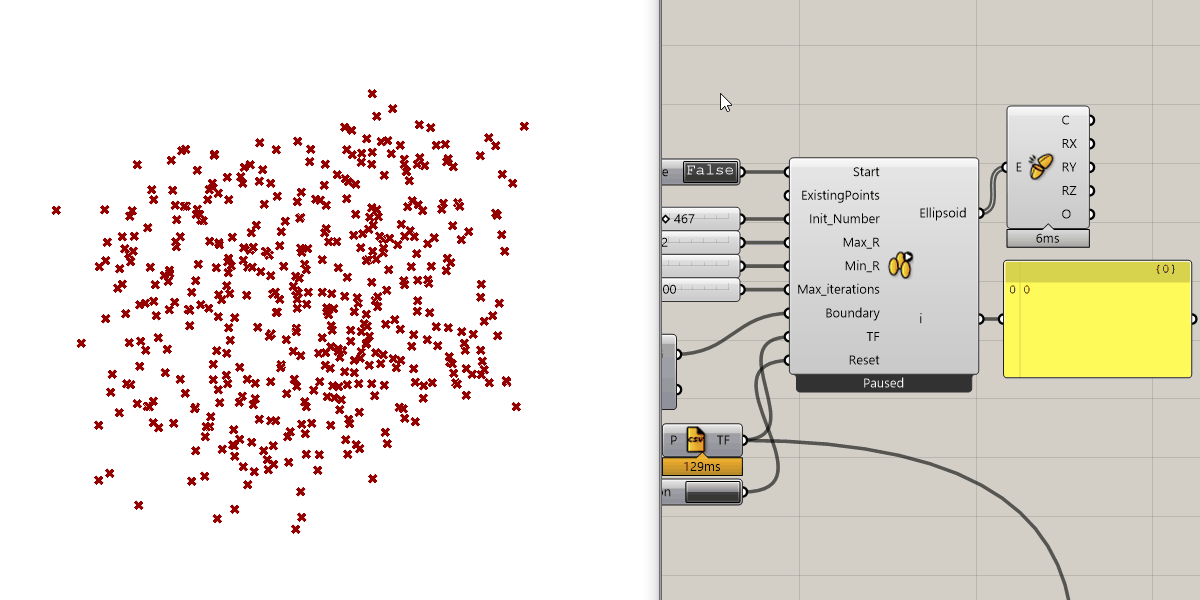 C
RX
E RY
RZ
O
6ms
e False
Start
ExistingPoints
467
Init_Number
Ellipsoid
2
Max_R
Min_R
00
Max_iterations
Boundary
i
TF
Reset
Paused
{0}
0 0
P CSV TF
129ms
on